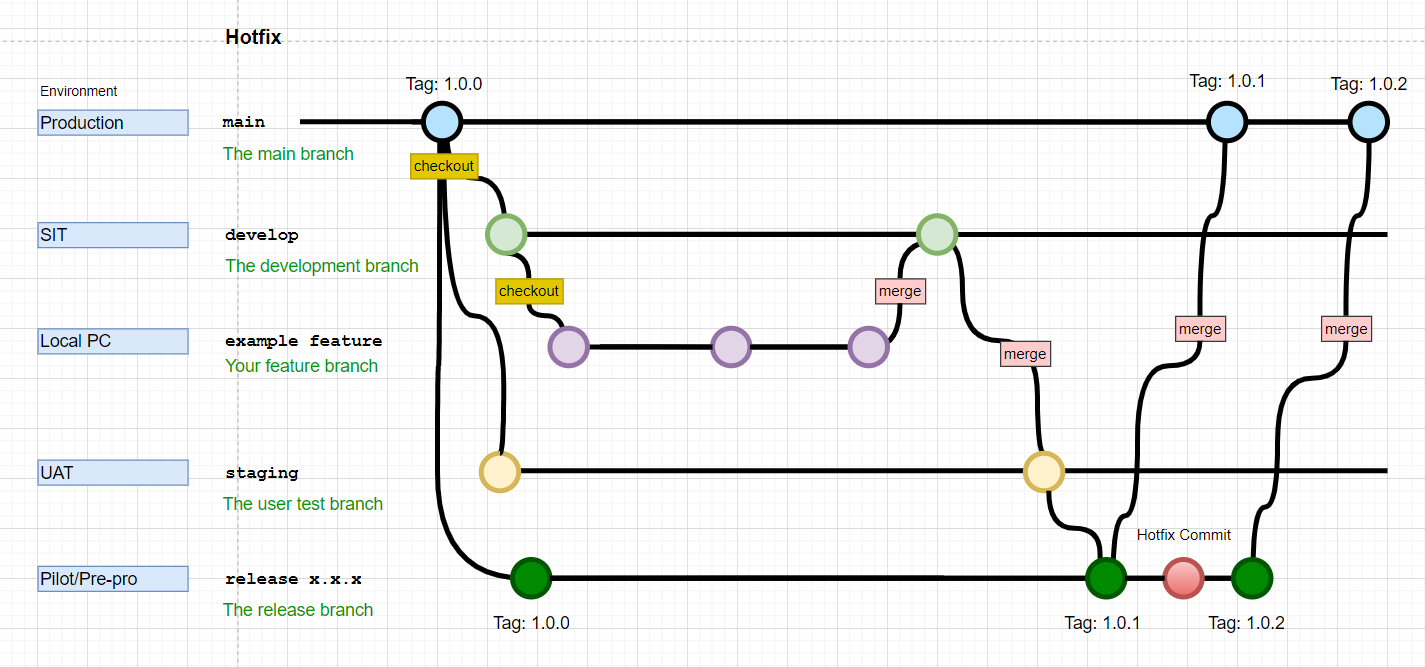 Hotfix
Tag: 1.0.0
Tag: 1.0.1
Tag: 1.0.2
Environment
Production
main
The main branch
checkout
SIT
develop
The development branch
checkout
merge
Local PC
example feature
Your feature branch
merge
merge
merge
UAT
staging
The user test branch
Hotfix Commit
Pilot/Pre-pro
release x.x.x
The release branch
Tag: 1.0.0
Tag: 1.0.1
Tag: 1.0.2